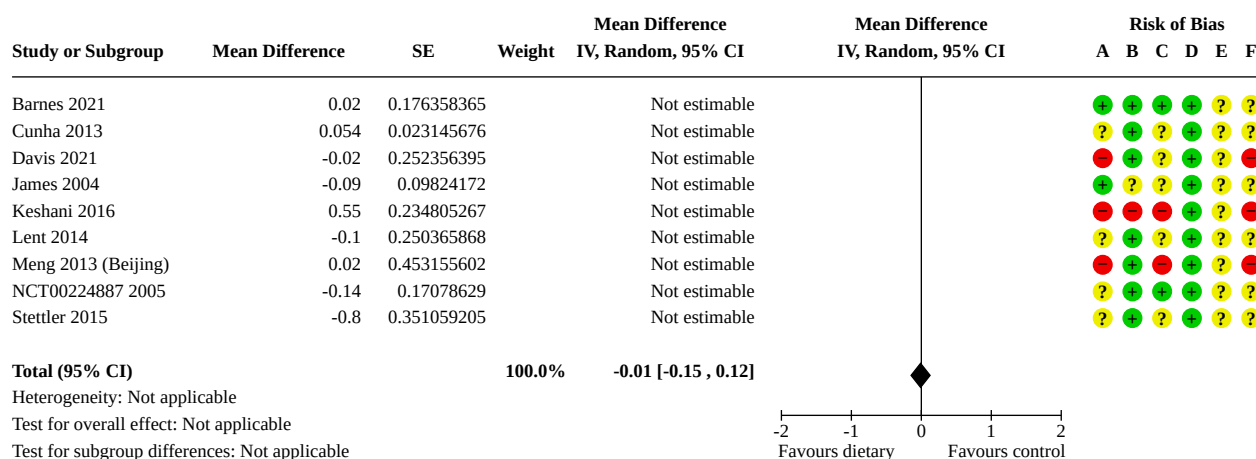 Mean Difference Mean Difference Risk of Bias
Study or Subgroup Mean Difference SE Weight IV, Random, 95% CI IV, Random, 95% CI A B C D E F
Barnes 2021 0.02 0.176358365 Not estimable + + + + ? ?
Cunha 2013 0.054 0.023145676 Not estimable ? + ? + ? ?
Davis 2021 -0.02 0.252356395 Not estimable − + ? + ? −
James 2004 -0.09 0.09824172 Not estimable + ? ? + ? ?
Keshani 2016 0.55 0.234805267 Not estimable − − − + ? −
Lent 2014 -0.1 0.250365868 Not estimable ? + ? + ? ?
Meng 2013 (Beijing) 0.02 0.453155602 Not estimable − + − + ? −
NCT00224887 2005 -0.14 0.17078629 Not estimable ? + + + ? ?
Stettler 2015 -0.8 0.351059205 Not estimable ? + ? + ? ?
Total (95% CI) 100.0% -0.01 [-0.15 , 0.12]
Heterogeneity: Not applicable
Test for overall effect: Not applicable
-2 -1 0 1 2
Test for subgroup differences: Not applicable Favours dietary Favours control